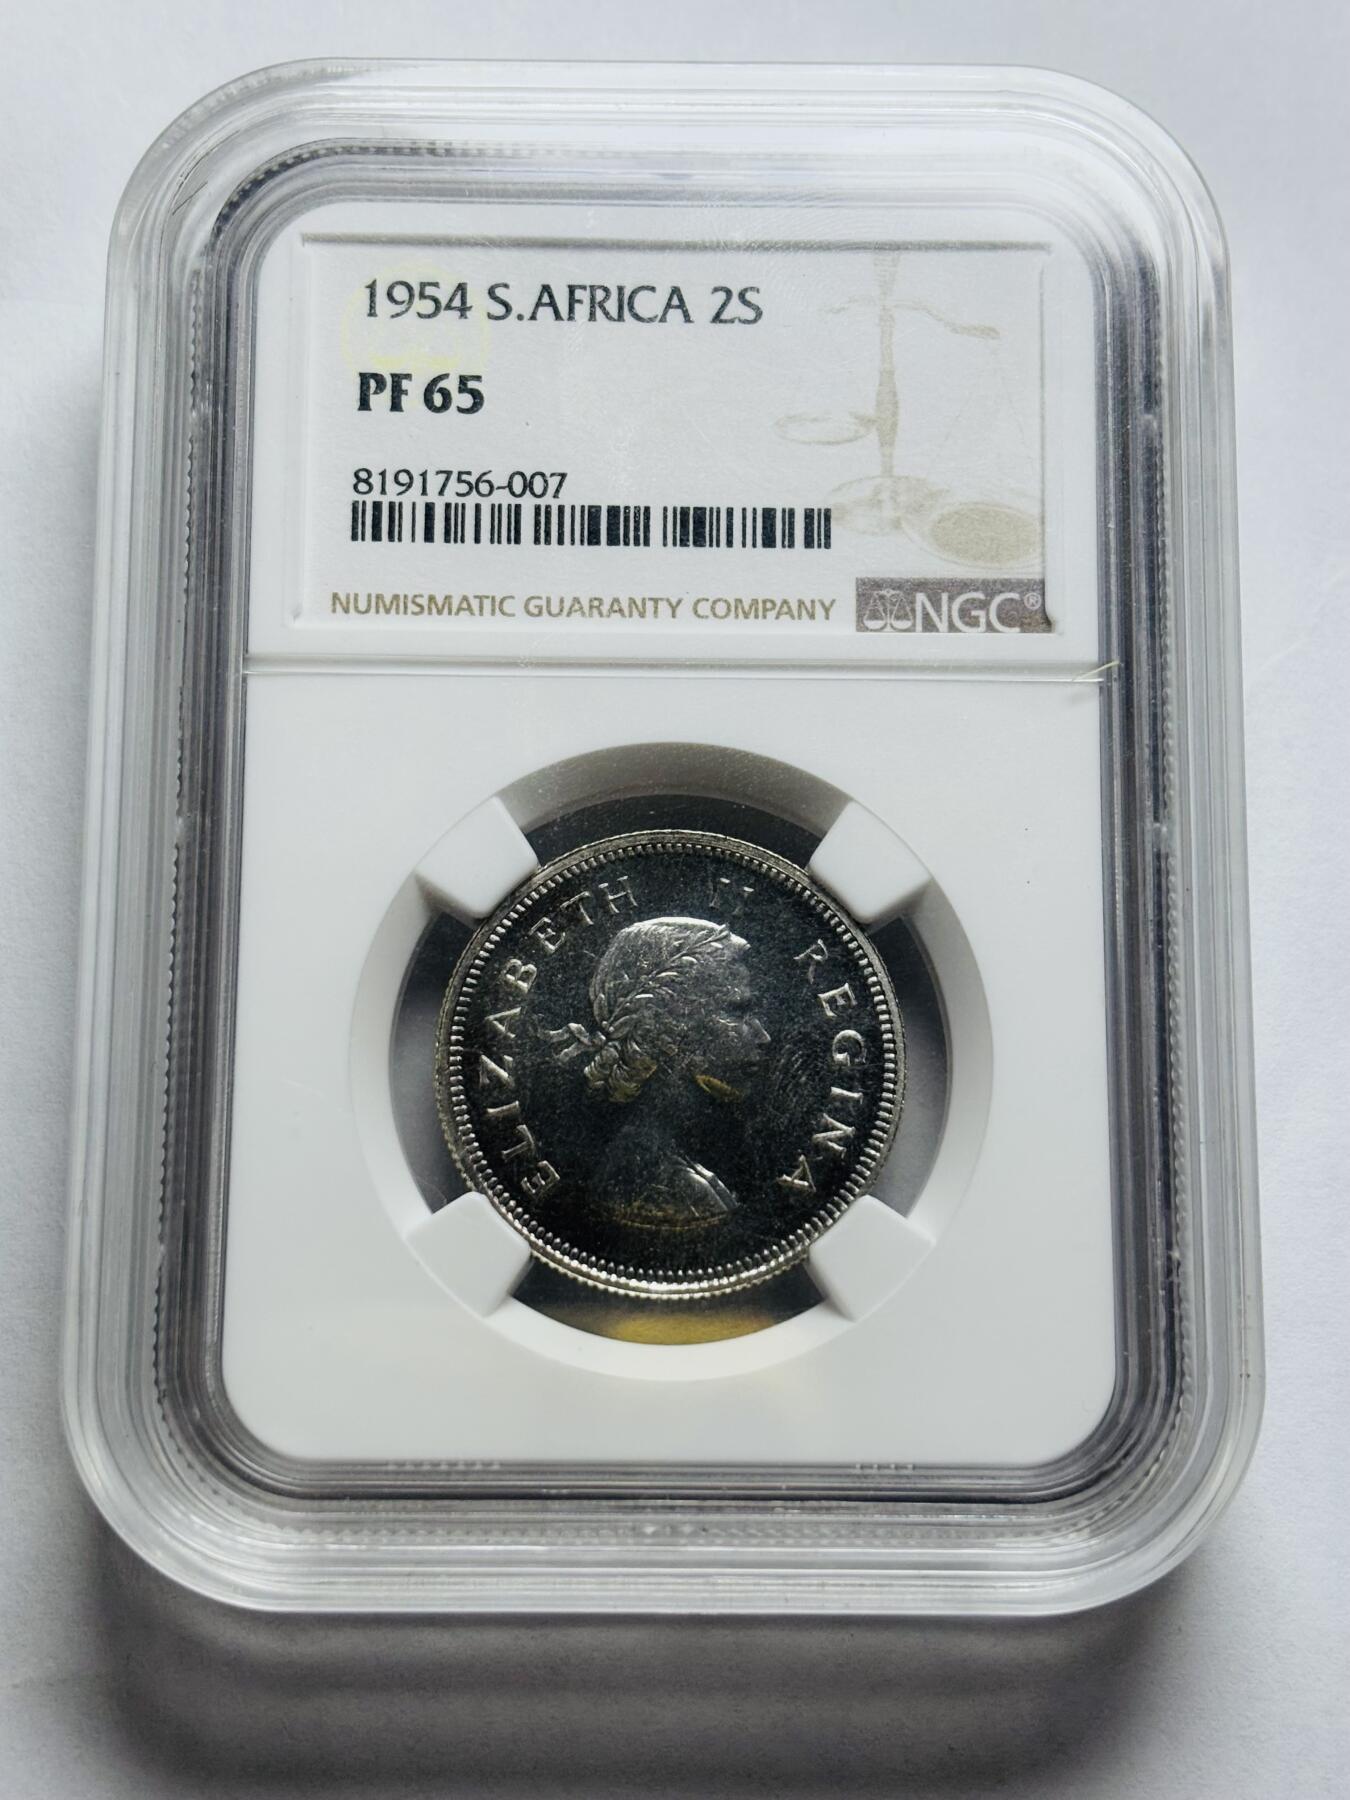 1954 S.AFRICA 2S
PF 65
8191756-007
NUMISMATIC GUARANTY COMPANY
NGC®
ELIZABETH II REGINA